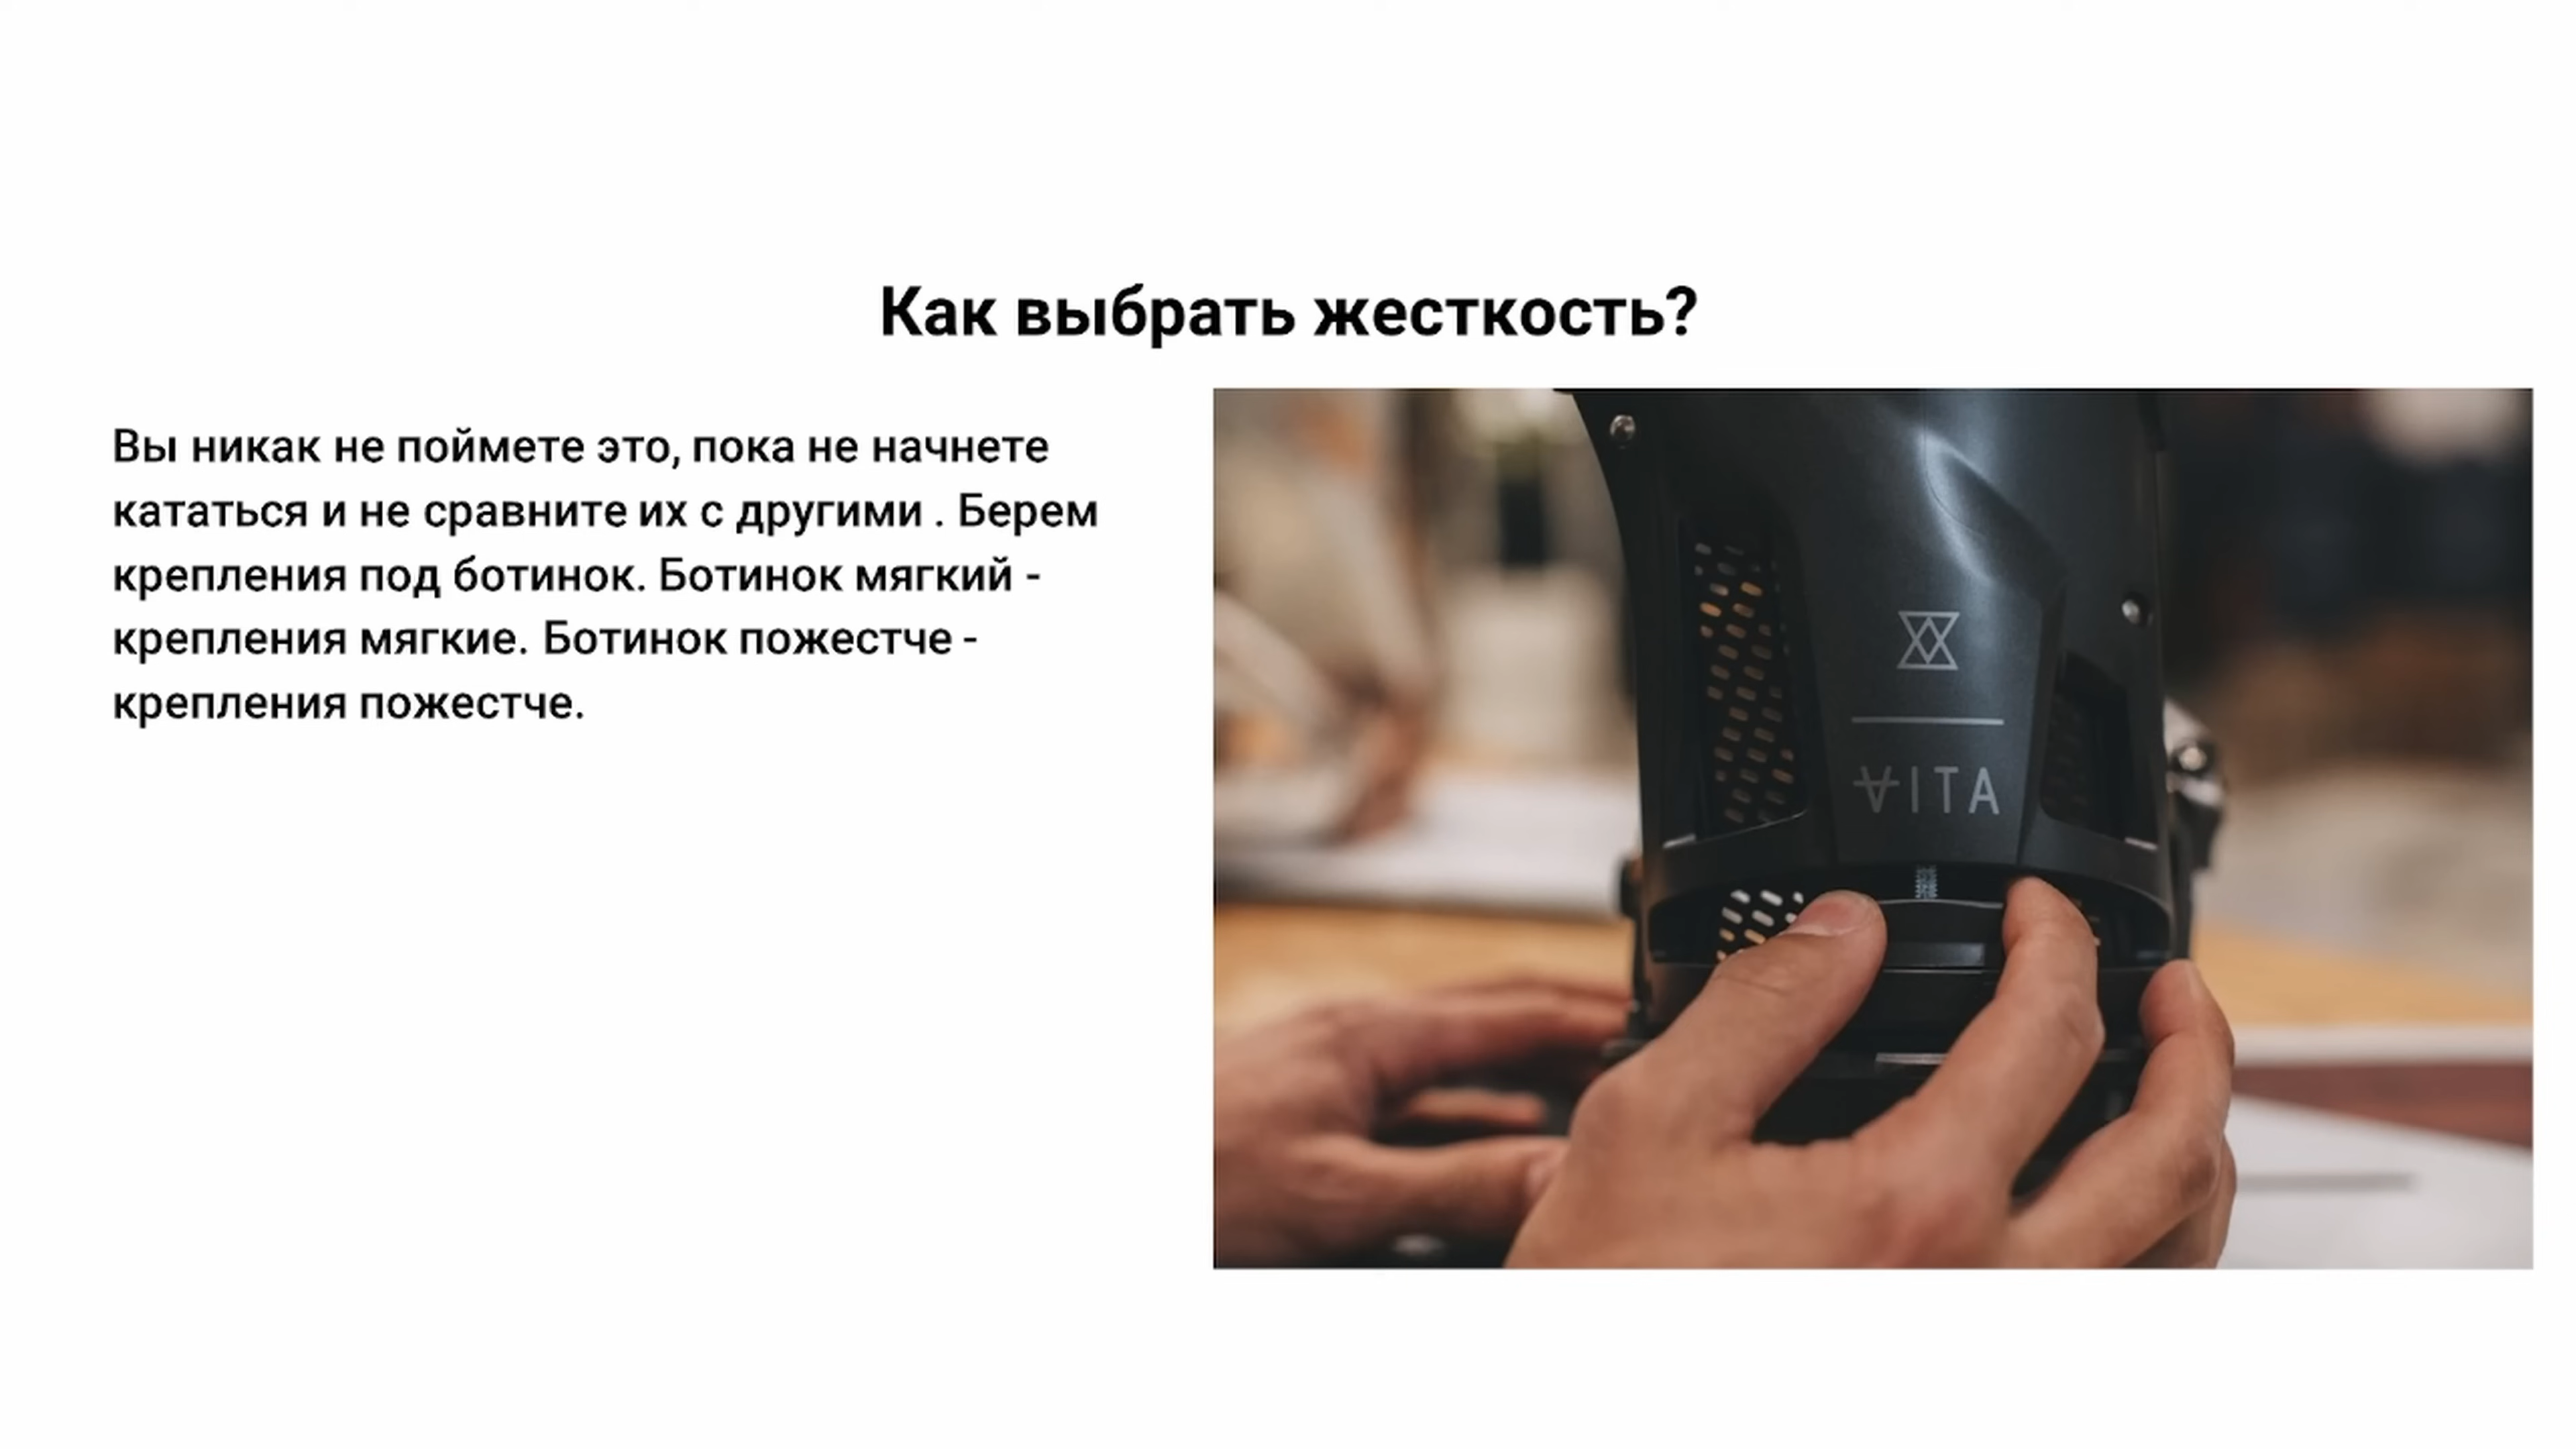 Как выбрать жесткость?
Вы никак не поймете это, пока не начнете
кататься и не сравните их с другими . Берем
крепления под ботинок. Ботинок мягкий -
крепления мягкие. Ботинок пожестче -
крепления пожестче.
VITA